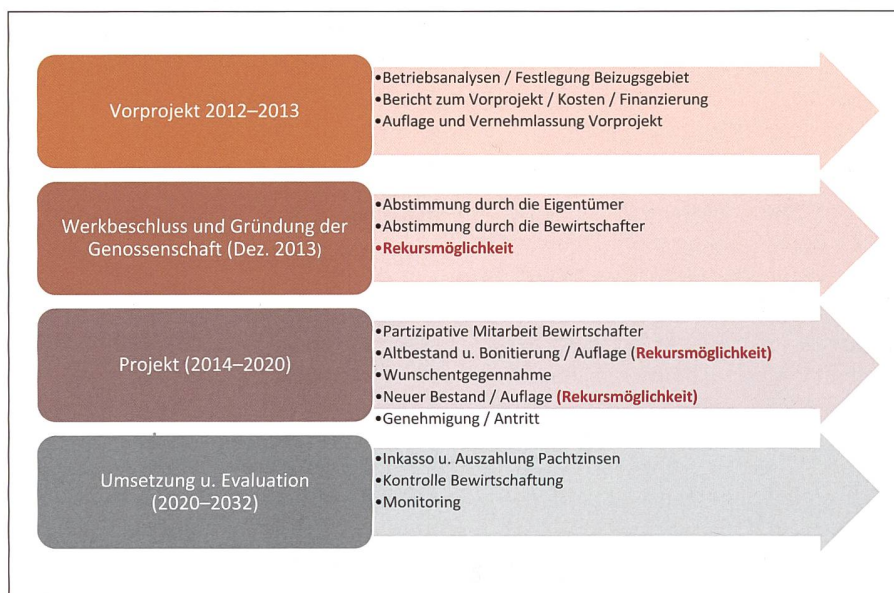 Vorprojekt 2012–2013
•Betriebsanalysen / Festlegung Beizugsgebiet
•Bericht zum Vorprojekt / Kosten / Finanzierung
•Auflage und Vernehmlassung Vorprojekt
Werkbeschluss und Gründung der
Genossenschaft (Dez. 2013)
•Abstimmung durch die Eigentümer
•Abstimmung durch die Bewirtschafter
•Rekursmöglichkeit
Projekt (2014–2020)
•Partizipative Mitarbeit Bewirtschafter
•Altbestand u. Bonitierung / Auflage (Rekursmöglichkeit)
•Wunschentgegennahme
•Neuer Bestand / Auflage (Rekursmöglichkeit)
•Genehmigung / Antritt
Umsetzung u. Evaluation
(2020–2032)
•Inkasso u. Auszahlung Pachtzinsen
•Kontrolle Bewirtschaftung
•Monitoring